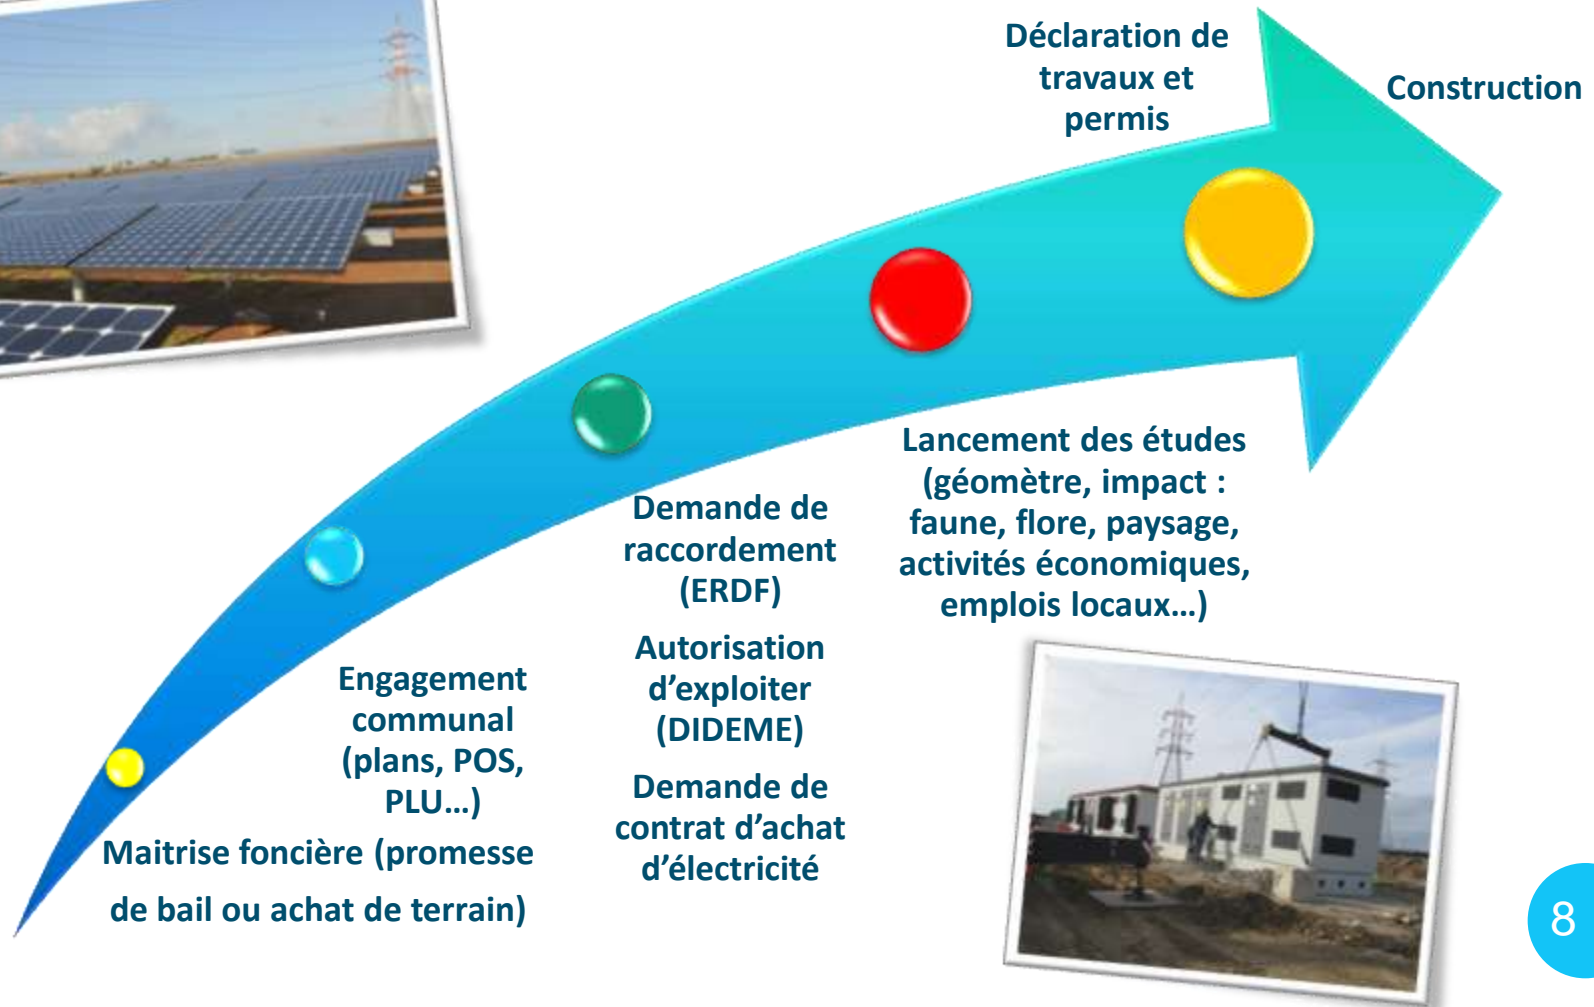 Déclaration de
travaux et
permis
Construction
Lancement des études
(géomètre, impact :
faune, flore, paysage,
activités économiques,
emplois locaux...)
Demande de
raccordement
(ERDF)
Autorisation
d'exploiter
(DIDEME)
Demande de
contrat d'achat
d'électricité
Engagement
communal
(plans, POS,
PLU...)
Maitrise foncière (promesse
de bail ou achat de terrain)
8